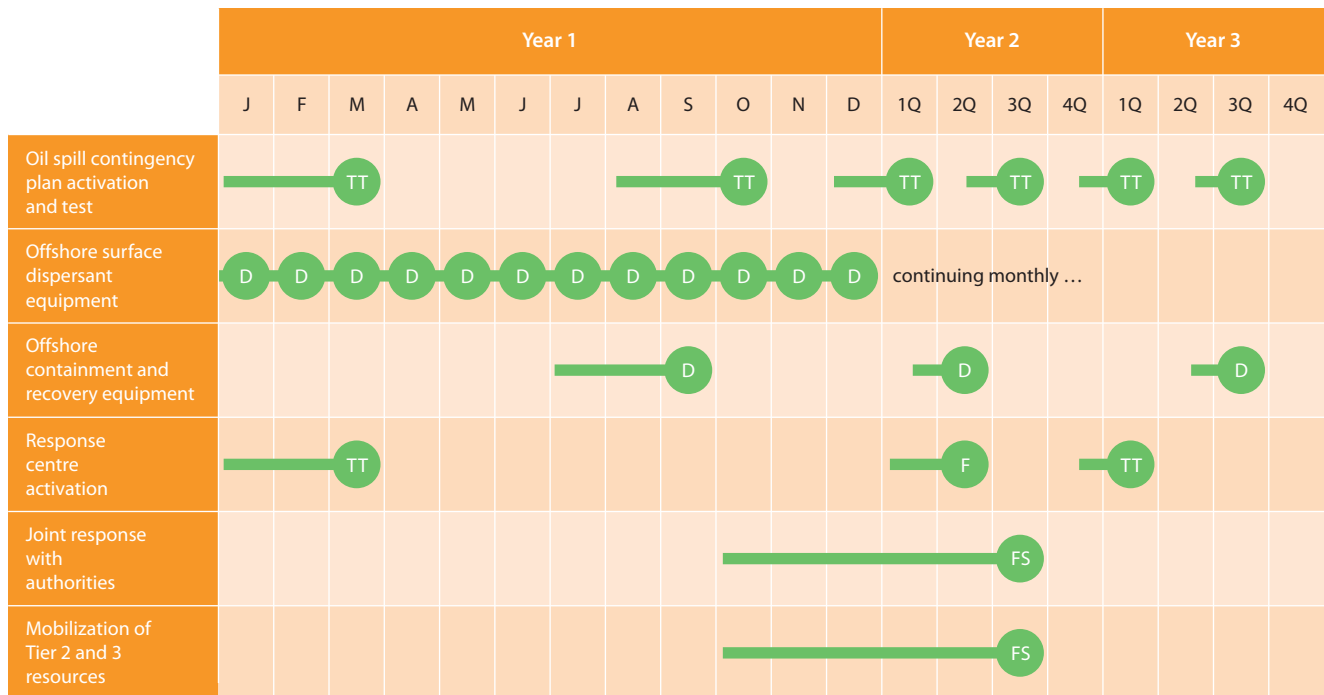 Year 1 Year 2 Year 3
J F M A M J J A S O N D 1Q 2Q 3Q 4Q 1Q 2Q 3Q 4Q
Oil spill contingency
plan activation
and test
TT TT TT TT TT TT
Offshore surface
dispersant
equipment
D D D D D D D D D D D D continuing monthly …
Offshore
containment and
recovery equipment
D D D
Response
centre
activation
TT F TT
Joint response
with
authorities
FS
Mobilization of
Tier 2 and 3
resources
FS